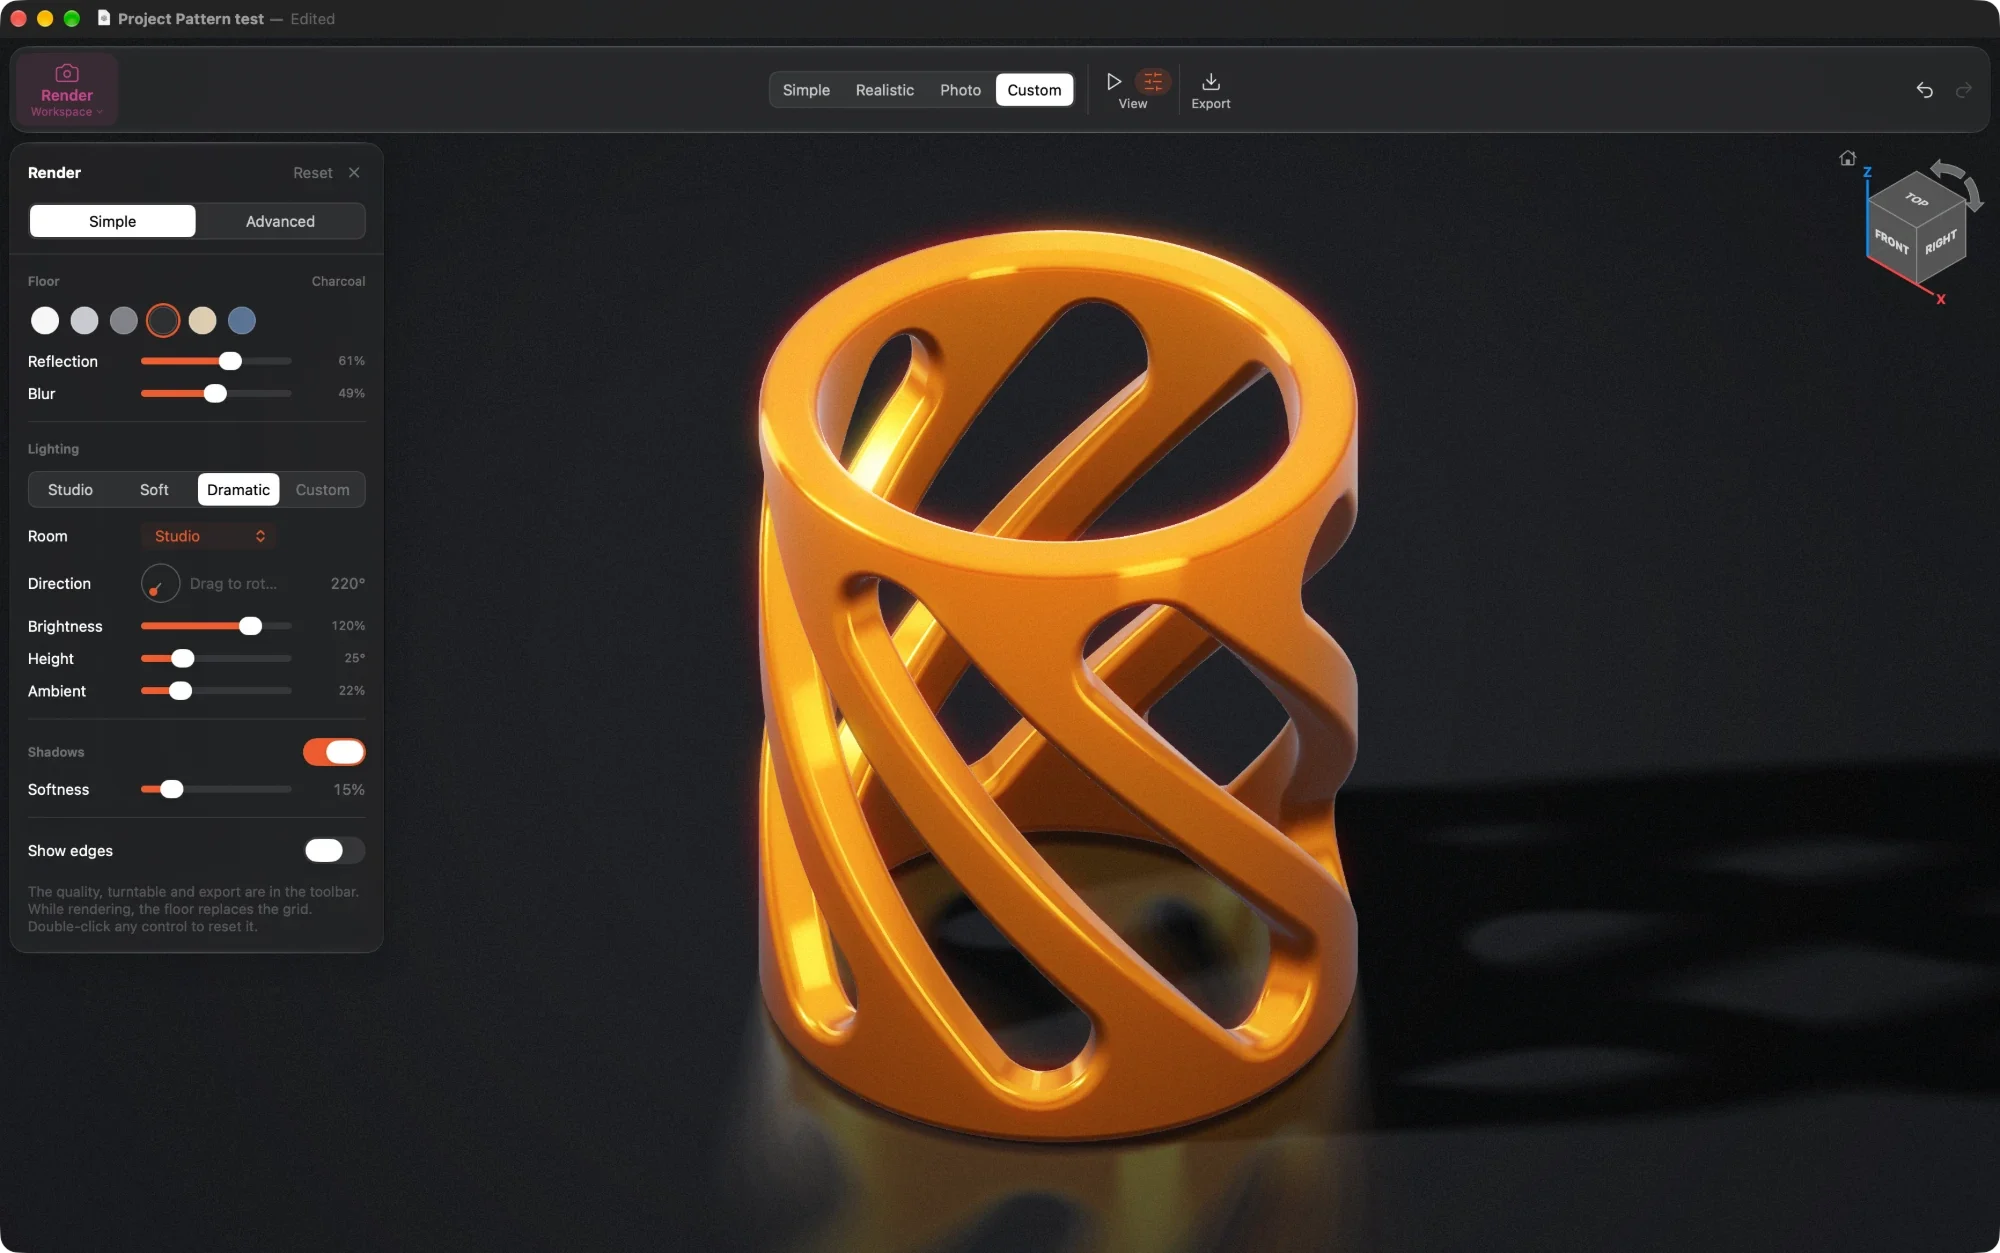 Project Pattern test — Edited
Render
Workspace
Simple Realistic Photo Custom
View
Export
Render Reset
Simple Advanced
Floor Charcoal
Reflection 61%
Blur 49%
Lighting
Studio Soft Dramatic Custom
Room Studio
Direction Drag to rot... 220°
Brightness 120%
Height 25°
Ambient 22%
Shadows
Softness 15%
Show edges
The quality, turntable and export are in the toolbar.
While rendering, the floor replaces the grid.
Double-click any control to reset it.
Z
TOP
FRONT
RIGHT
X